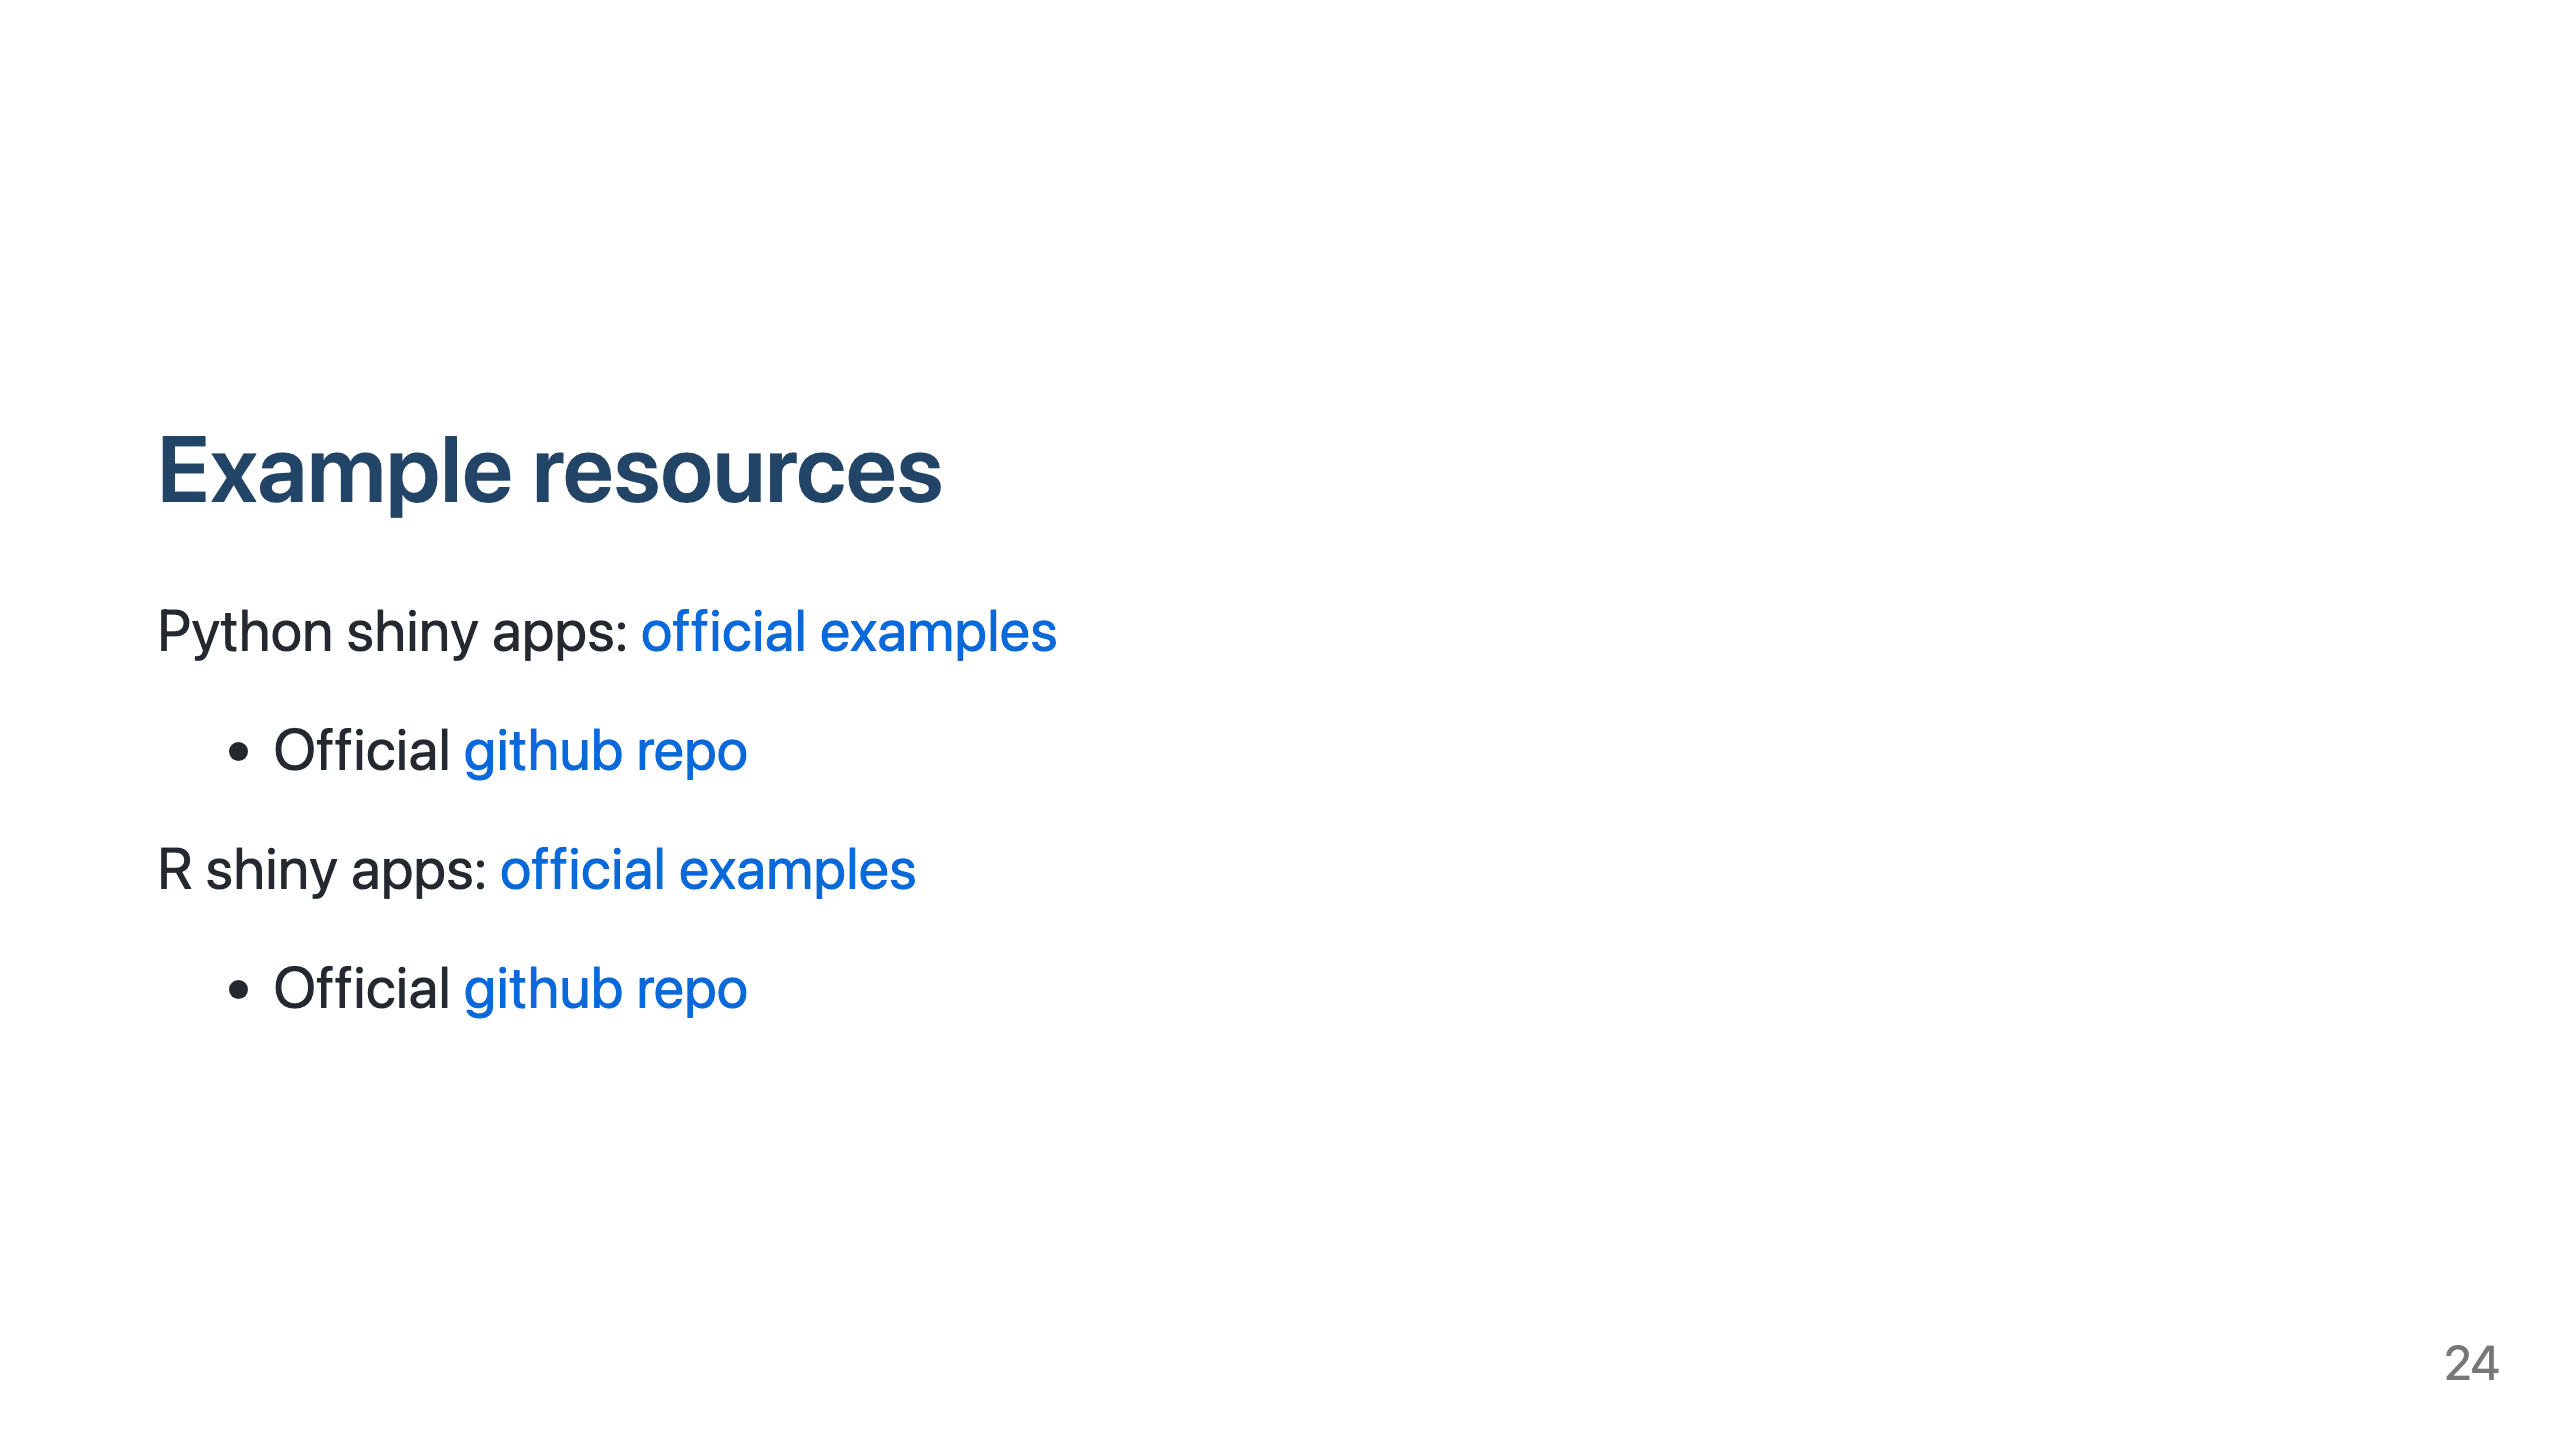 Example resources
Python shiny apps: official examples
• Official github repo
R shiny apps: official examples
• Official github repo
24